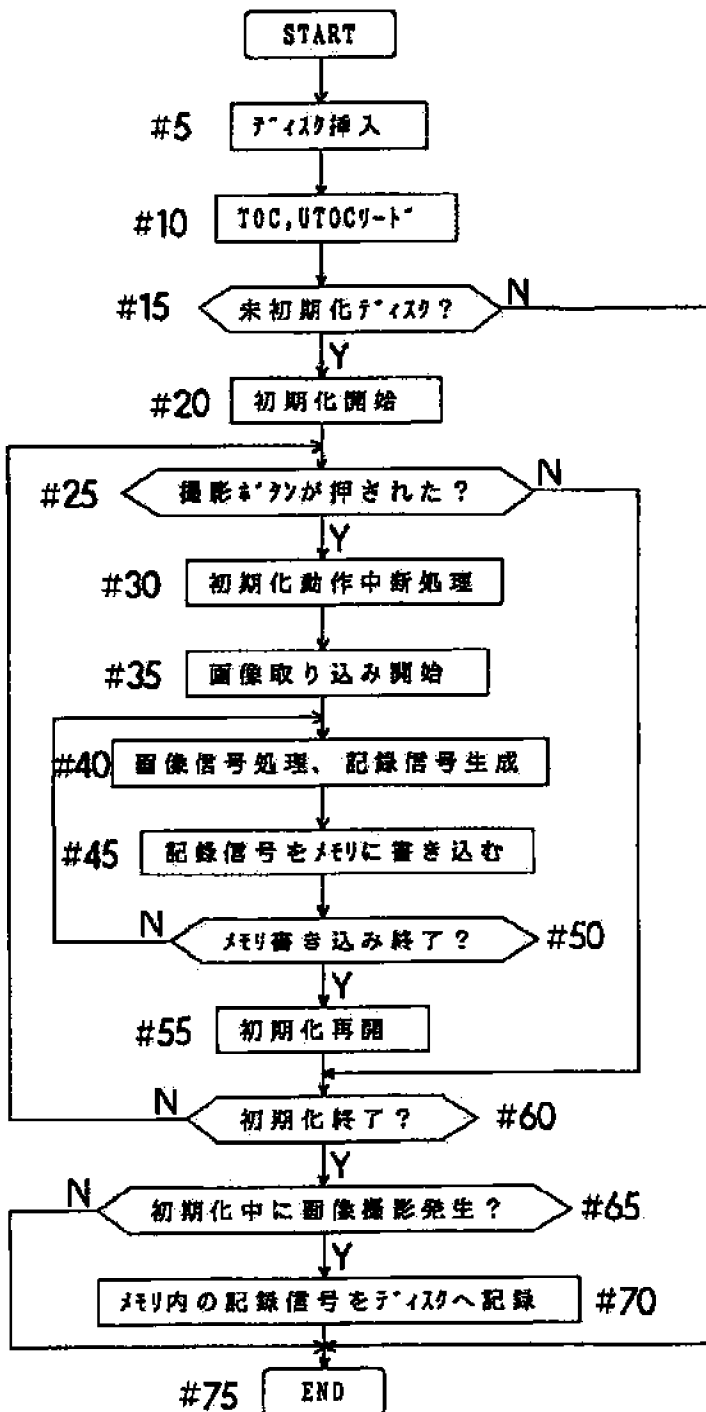 START
#5 ディスク挿入
#10 TOC,UTOCリード
#15 未初期化ディスク？ N
Y
#20 初期化開始
#25 撮影ボタンが押された？ N
Y
#30 初期化動作中断処理
#35 画像取り込み開始
#40 画像信号処理、記録信号生成
#45 記録信号をメモリに書き込む
N メモリ書き込み終了？ #50
Y
#55 初期化再開
N 初期化終了？ #60
Y
N 初期化中に画像撮影発生？ #65
Y
メモリ内の記録信号をディスクへ記録 #70
#75 END